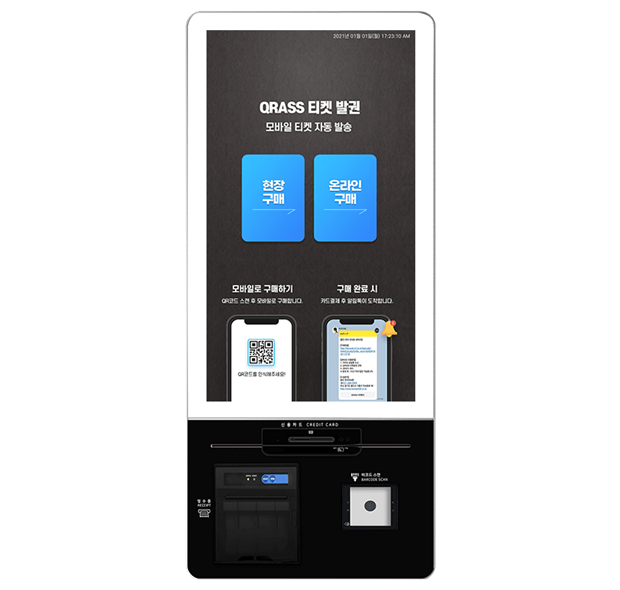 2021년 01월 01일(월) 17:23:10 AM
QRASS 티켓 발권
모바일 티켓 자동 발송
현장
구매
온라인
구매
모바일로 구매하기
QR코드 스캔 후 모바일로 구매합니다.
구매 완료 시
카드결제 후 알림톡이 도착합니다.
QR코드를 인식해주세요!
신용카드 CREDIT CARD
영수증
RECEIPT
바코드 스캔
BARCODE SCAN